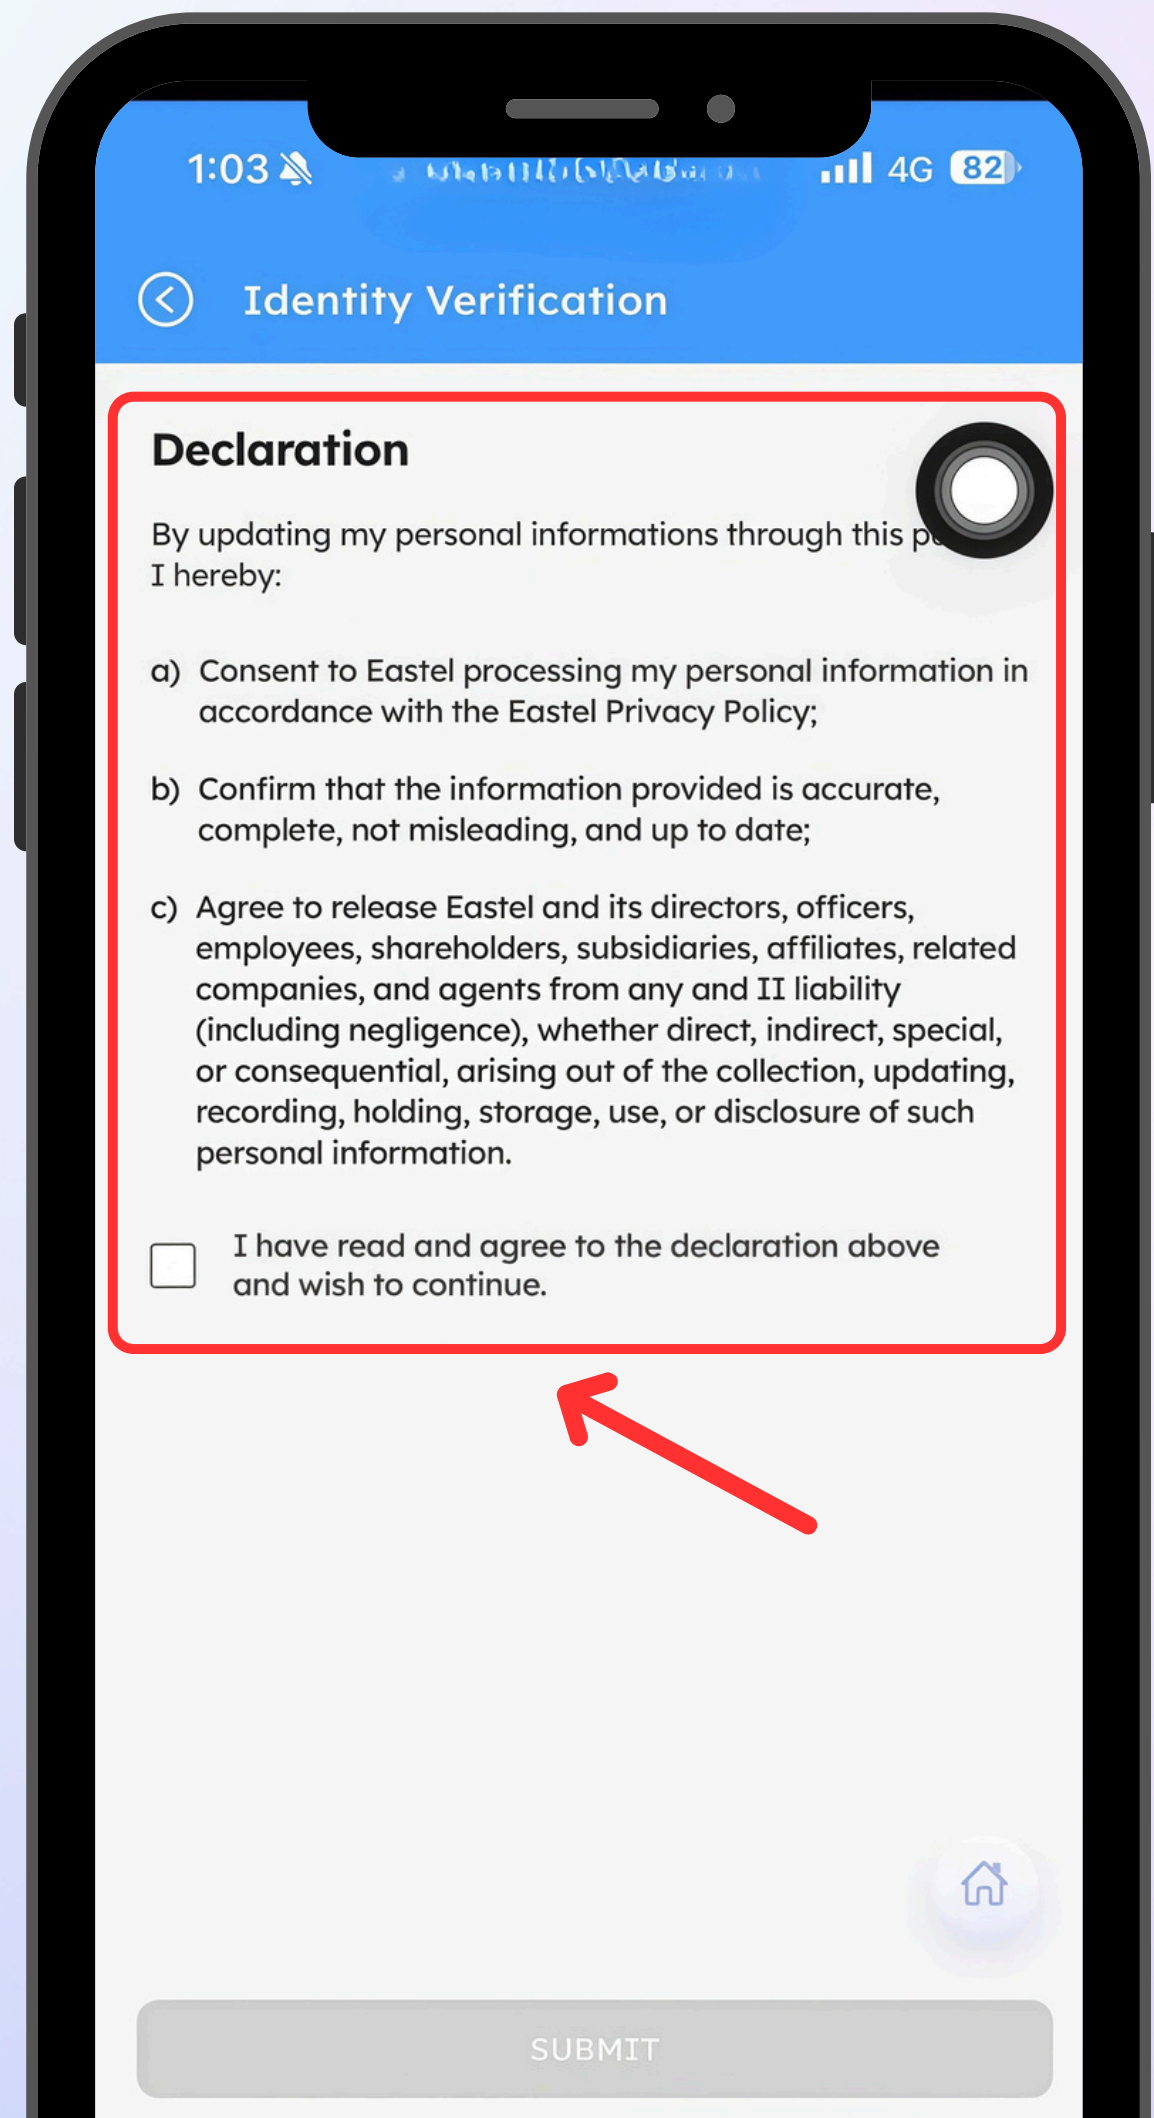 1:03 4G 82
Identity Verification
Declaration
By updating my personal informations through this
I hereby:
a) Consent to Eastel processing my personal information in
accordance with the Eastel Privacy Policy;
b) Confirm that the information provided is accurate,
complete, not misleading, and up to date;
c) Agree to release Eastel and its directors, officers,
employees, shareholders, subsidiaries, affiliates, related
companies, and agents from any and II liability
(including negligence), whether direct, indirect, special,
or consequential, arising out of the collection, updating,
recording, holding, storage, use, or disclosure of such
personal information.
I have read and agree to the declaration above
and wish to continue.
SUBMIT